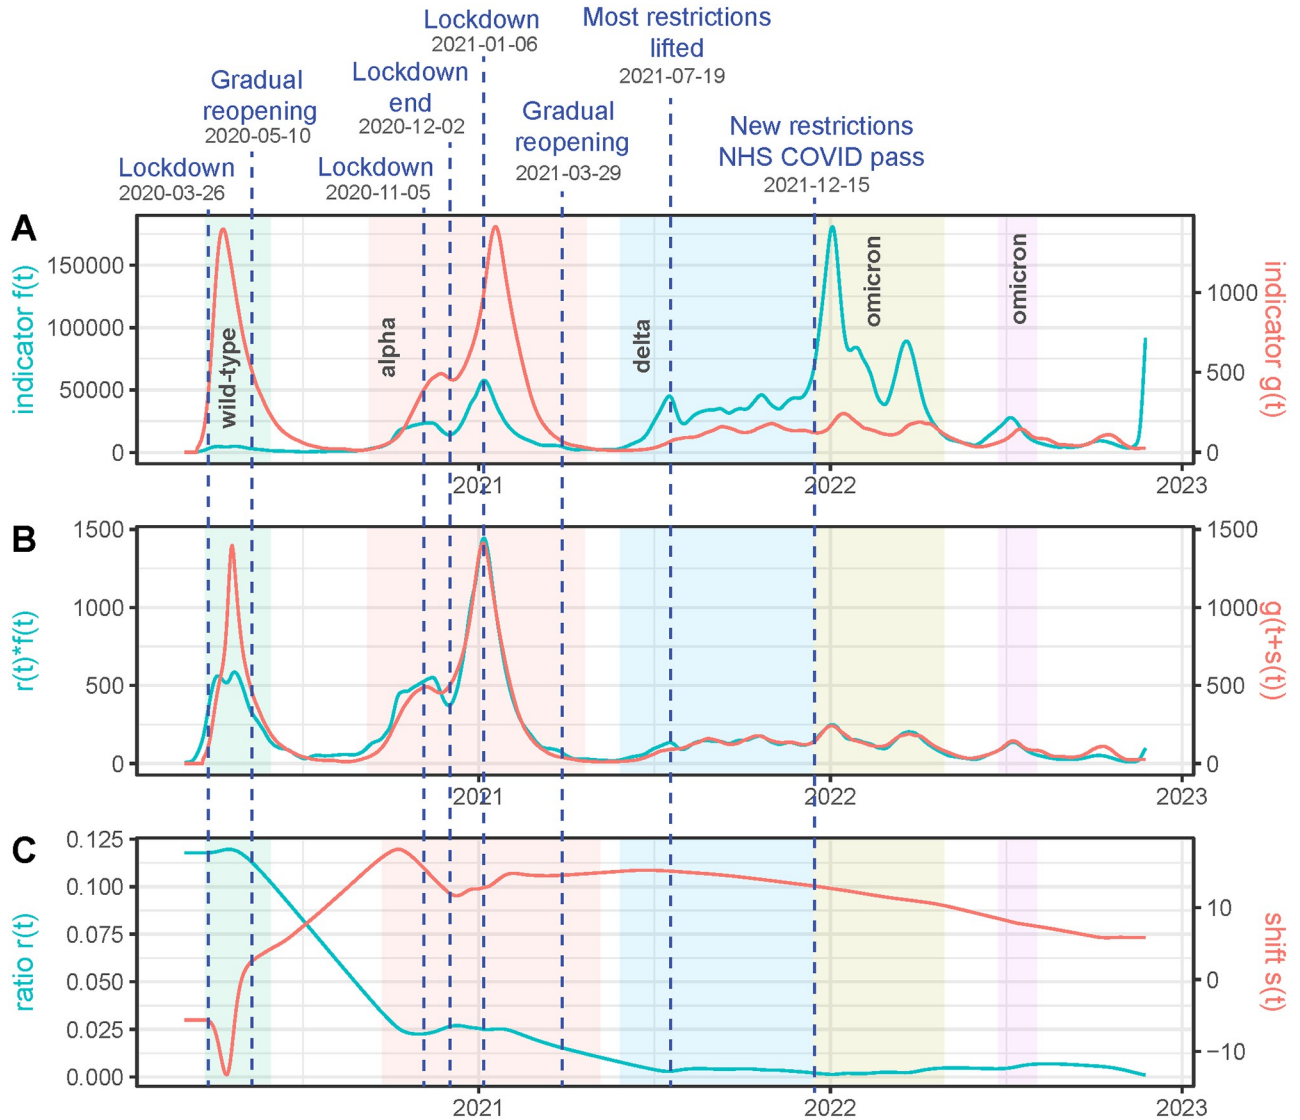 Most restrictions
lifted
2021-07-19
Lockdown
2021-01-06
Gradual
reopening
2020-05-10
Lockdown
end
2020-12-02
Gradual
reopening
2021-03-29
New restrictions
NHS COVID pass
2021-12-15
Lockdown
2020-03-26
Lockdown
2020-11-05
A
indicator f(t)
150000
100000
50000
0
wild-type
alpha
delta
omicron
omicron
1000
500
0
indicator g(t)
2021
2022
2023
B
r(t)*f(t)
1500
1000
500
0
1500
1000
500
0
g(t+s(t))
2021
2022
2023
C
ratio r(t)
0.125
0.100
0.075
0.050
0.025
0.000
10
0
−10
shift s(t)
2021
2022
2023